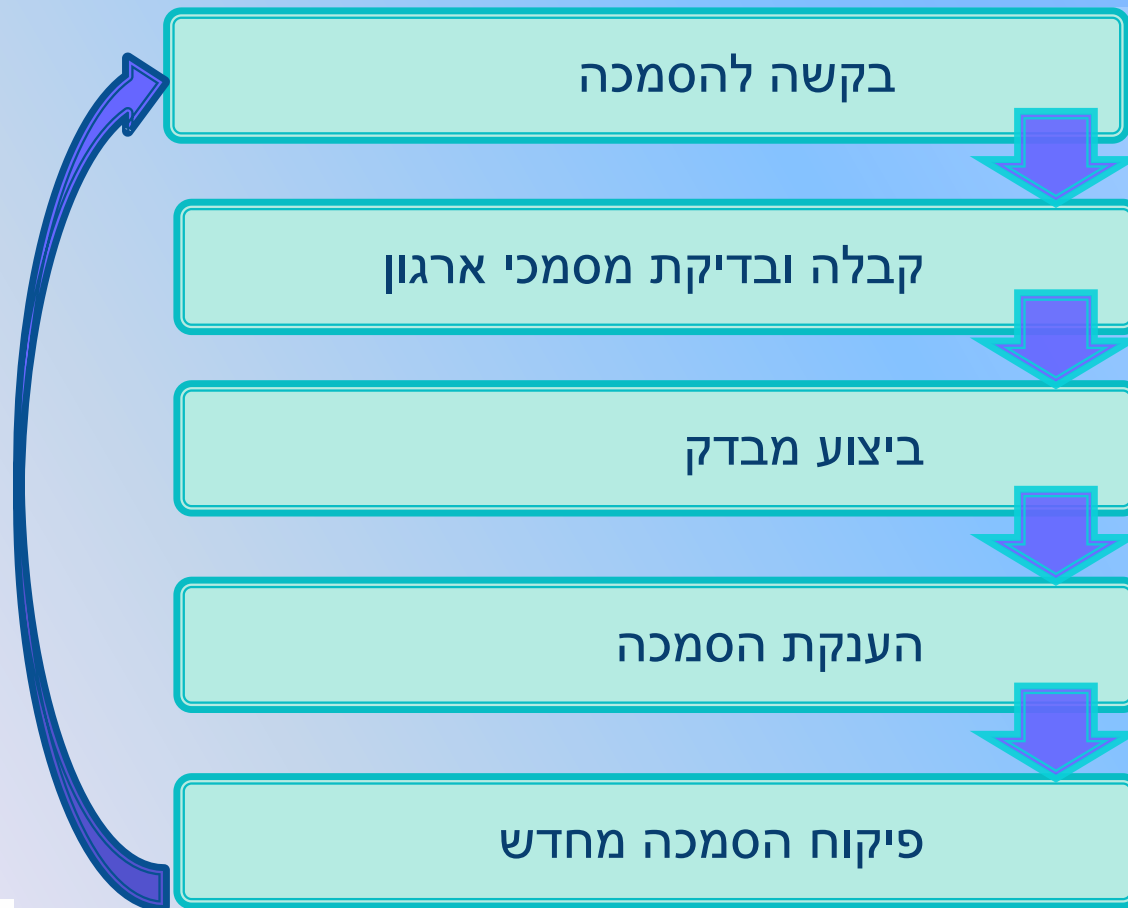 בקשה להסמכה
קבלה ובדיקת מסמכי ארגון
ביצוע מבדק
הענקת הסמכה
פיקוח הסמכה מחדש